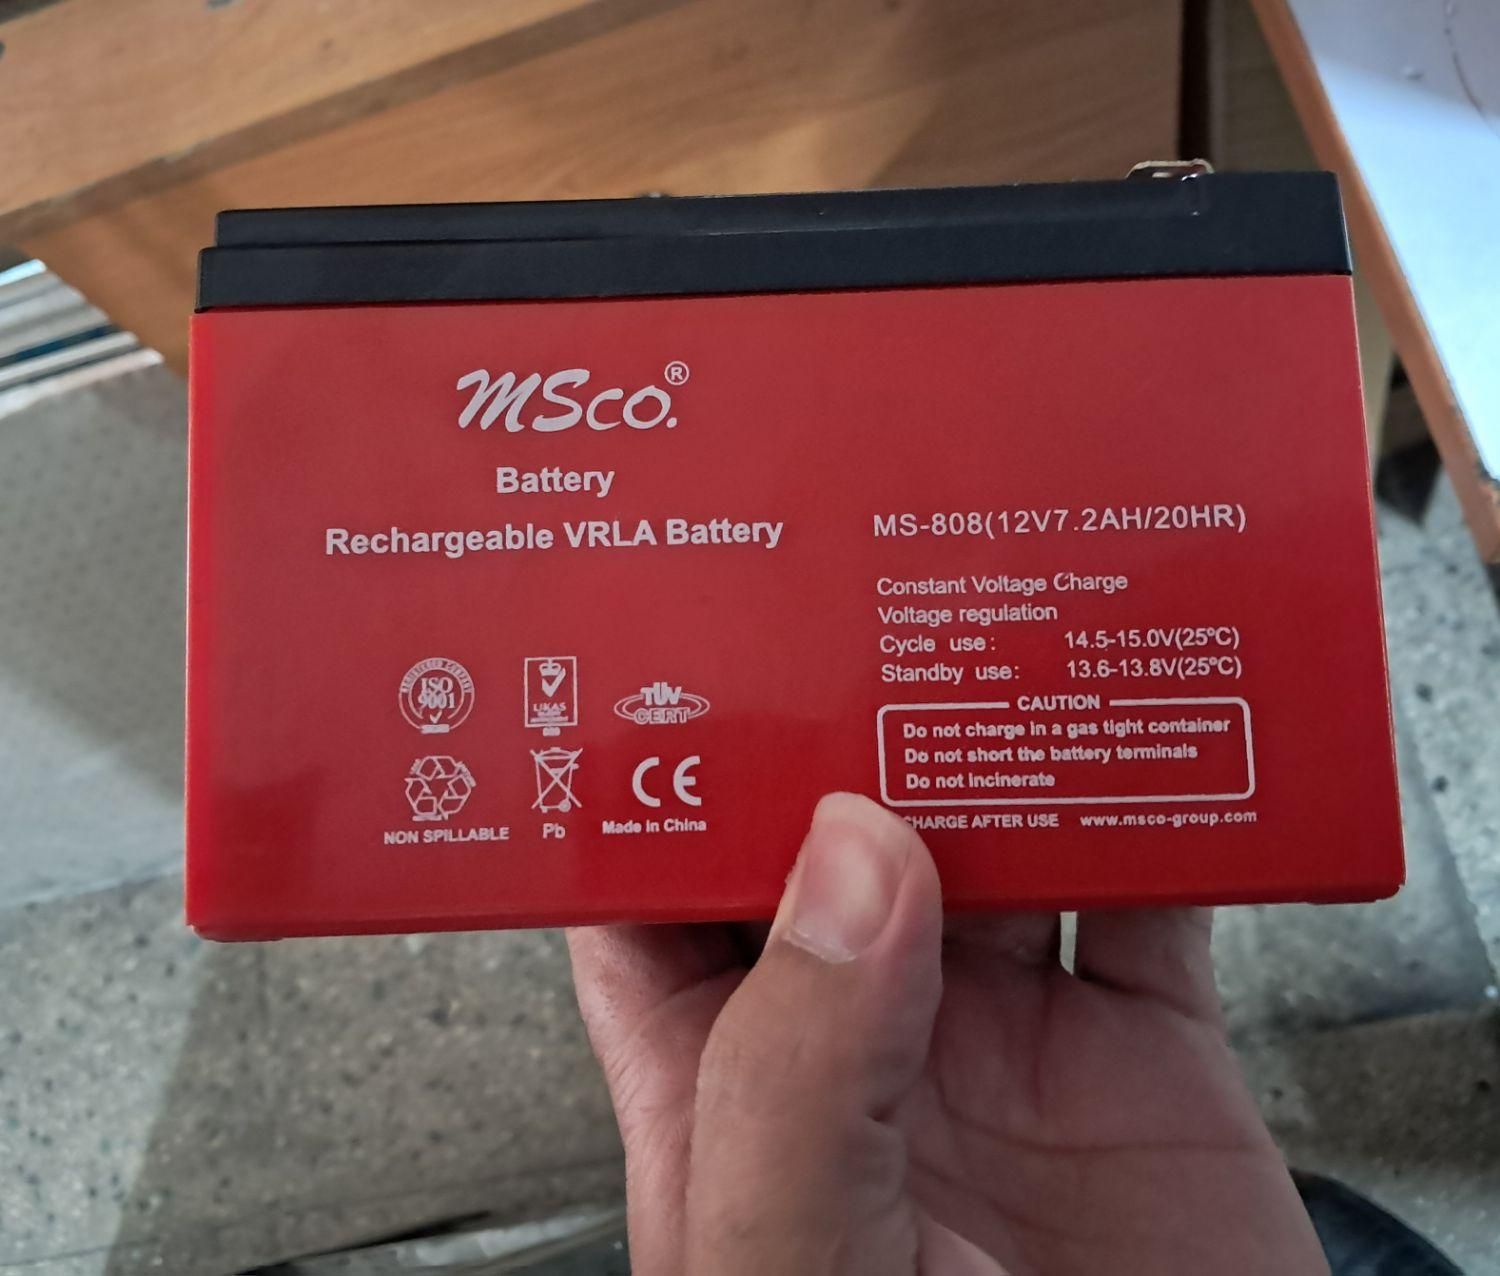 MSco.®
Battery
Rechargeable VRLA Battery
MS-808(12V7.2AH/20HR)
Constant Voltage Charge
Voltage regulation
Cycle use: 14.5-15.0V(25ºC)
Standby use: 13.6-13.8V(25ºC)
CAUTION
Do not charge in a gas tight container
Do not short the battery terminals
Do not incinerate
CHARGE AFTER USE www.msco-group.com
ISO
9001
UKAS
TÜV
CERT
NON SPILLABLE
Pb
CE
Made in China